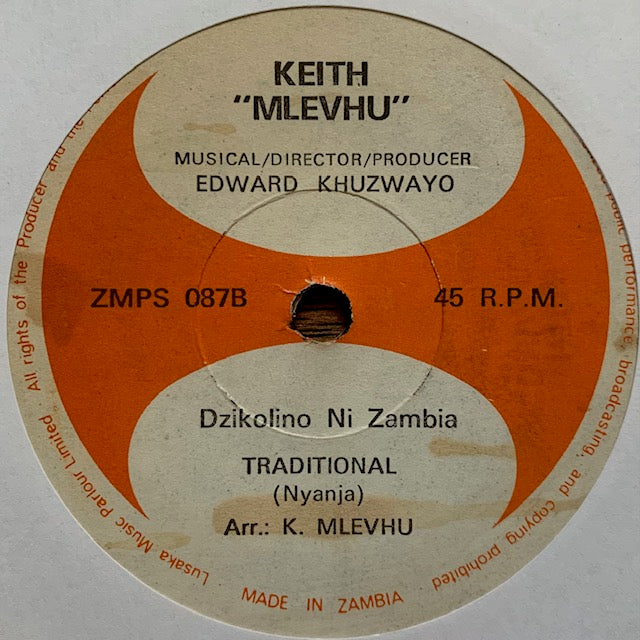 KEITH
"MLEVHU"
MUSICAL/DIRECTOR/PRODUCER
EDWARD KHUZWAYO
ZMPS 087B
45 R.P.M.
Dzikolino Ni Zambia
TRADITIONAL
(Nyanja)
Arr.: K. MLEVHU
Lusaka Music Parlour Limited. All rights of the Producer and the
public performance, broadcasting, and copying prohibited
MADE IN ZAMBIA